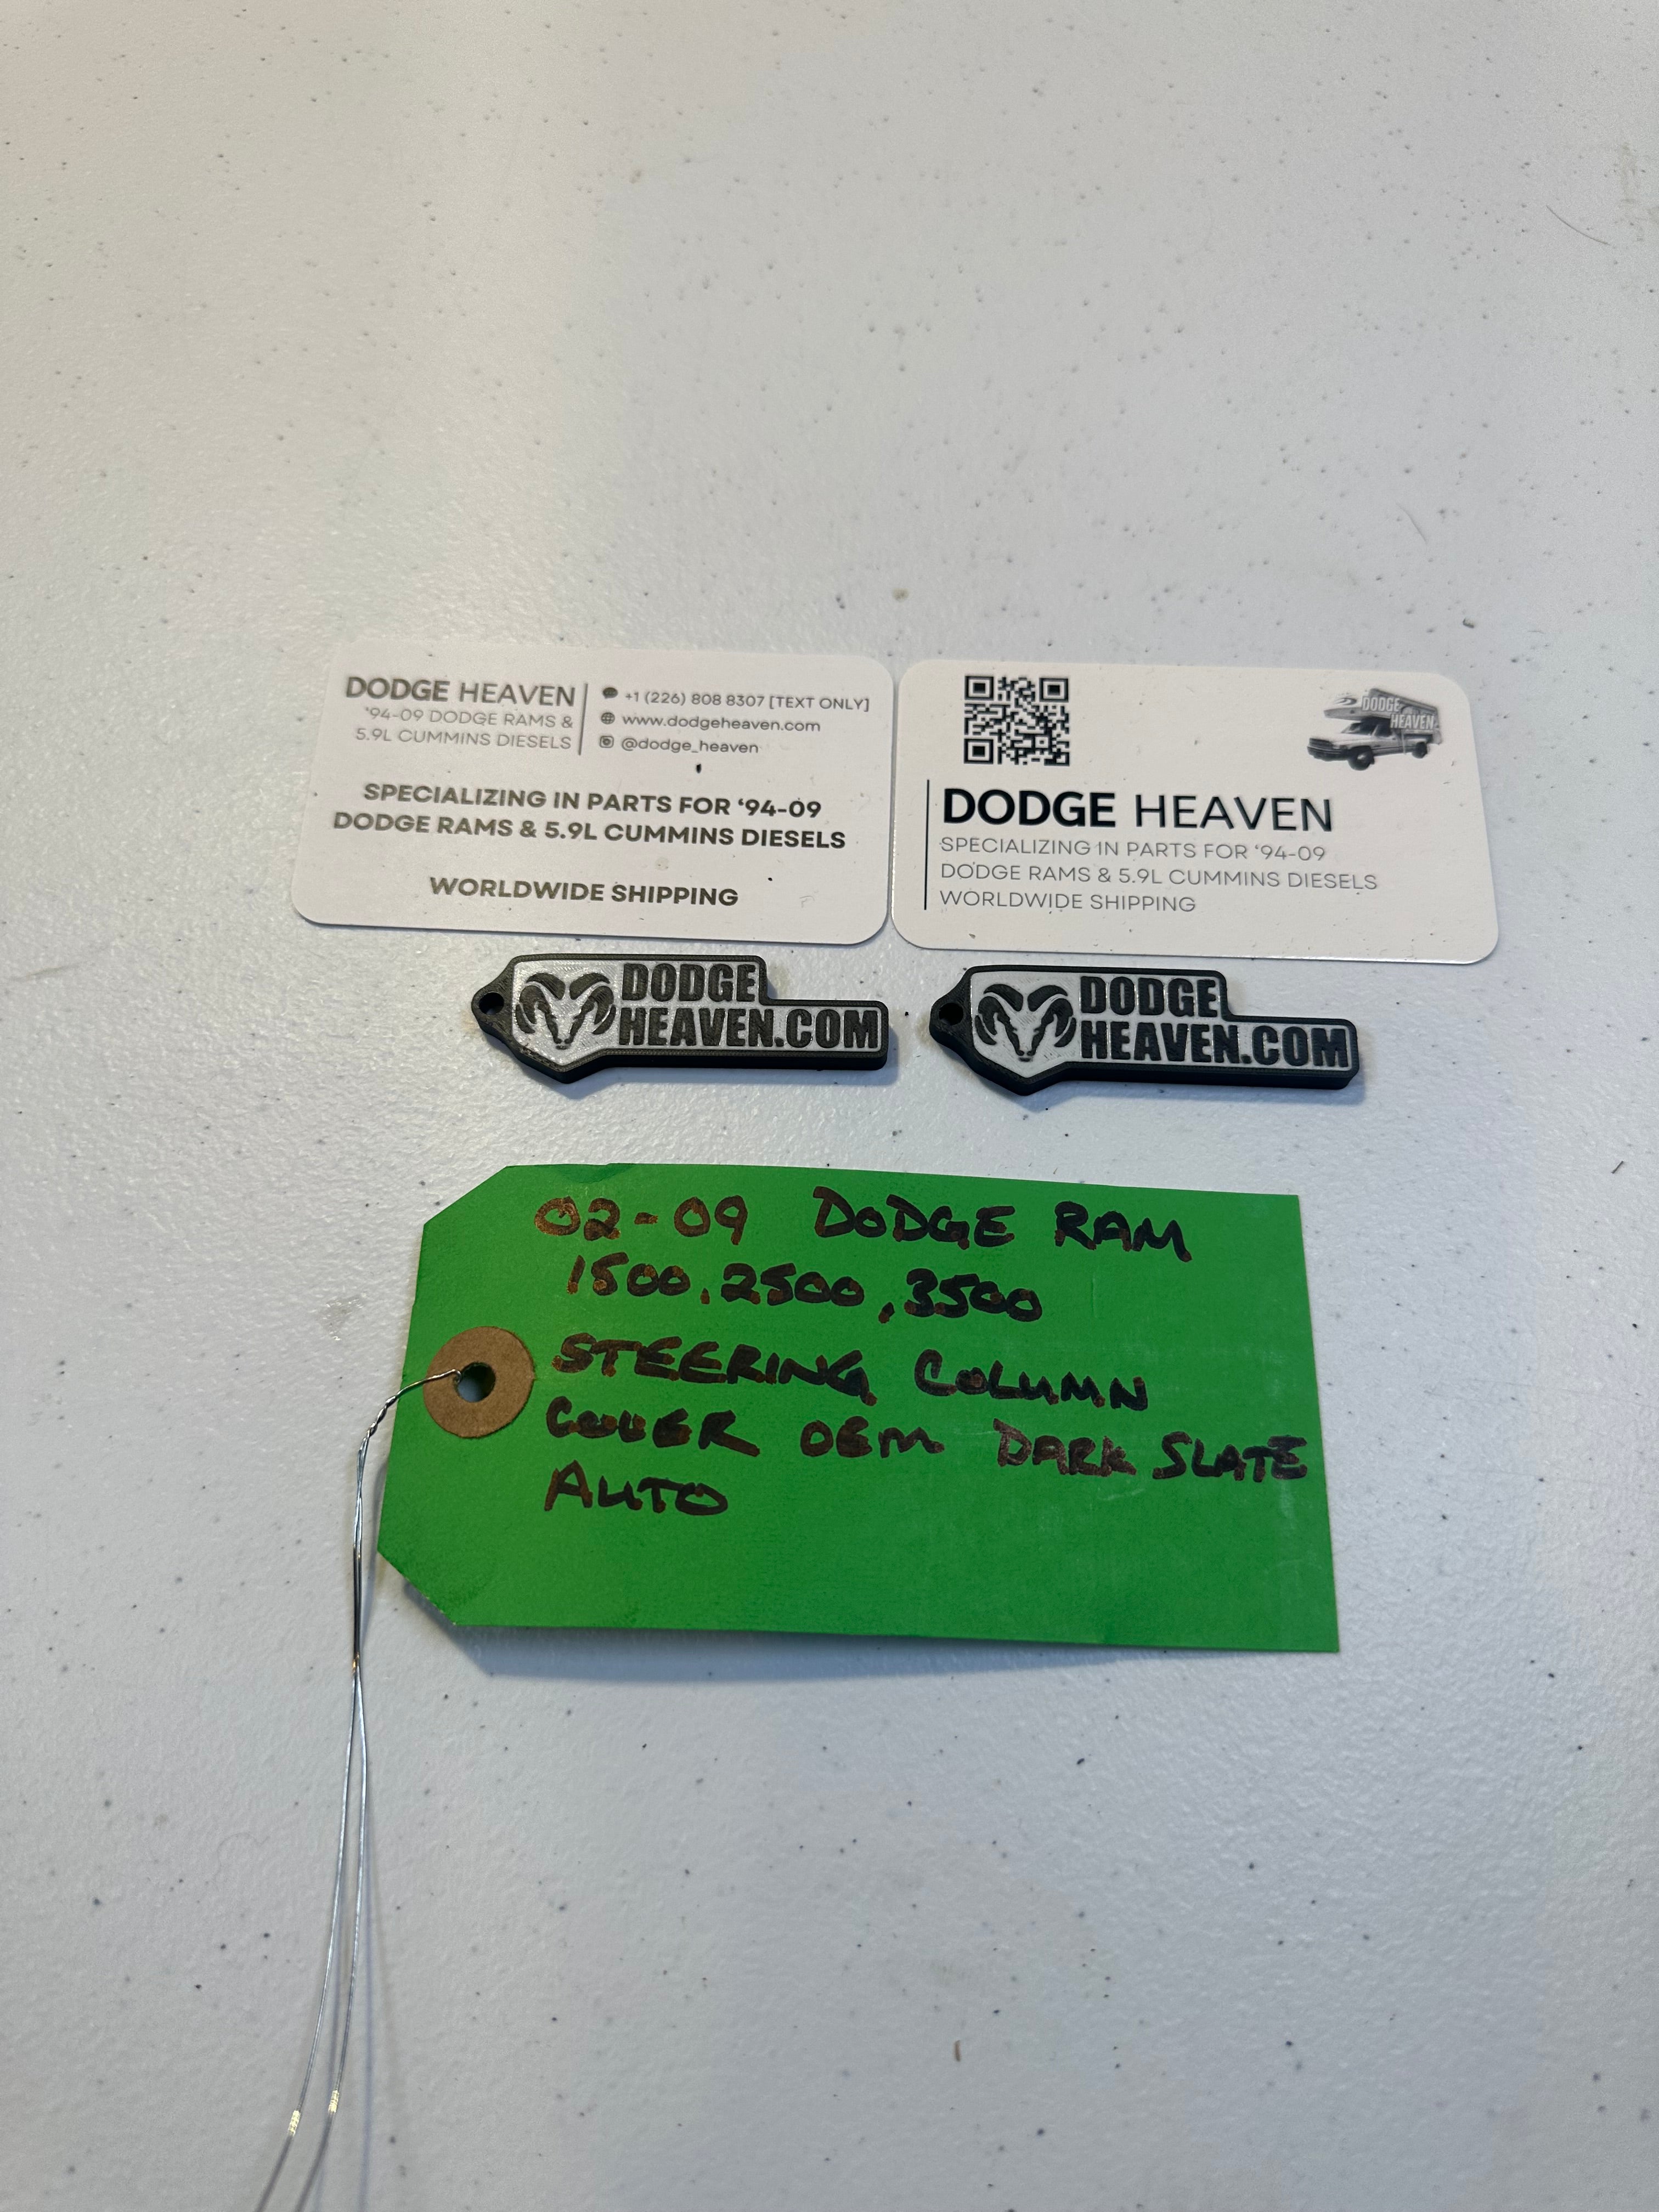 DODGE HEAVEN
'94-09 DODGE RAMS &
5.9L CUMMINS DIESELS
+1 (226) 808 8307 [TEXT ONLY]
www.dodgeheaven.com
@dodge_heaven
SPECIALIZING IN PARTS FOR '94-09
DODGE RAMS & 5.9L CUMMINS DIESELS
WORLDWIDE SHIPPING
DODGE
HEAVEN
DODGE HEAVEN
SPECIALIZING IN PARTS FOR '94-09
DODGE RAMS & 5.9L CUMMINS DIESELS
WORLDWIDE SHIPPING
DODGE
HEAVEN.COM
DODGE
HEAVEN.COM
02-09 DODGE RAM
1500, 2500, 3500
STEERING COLUMN
COVER OEM DARK SLATE
AUTO